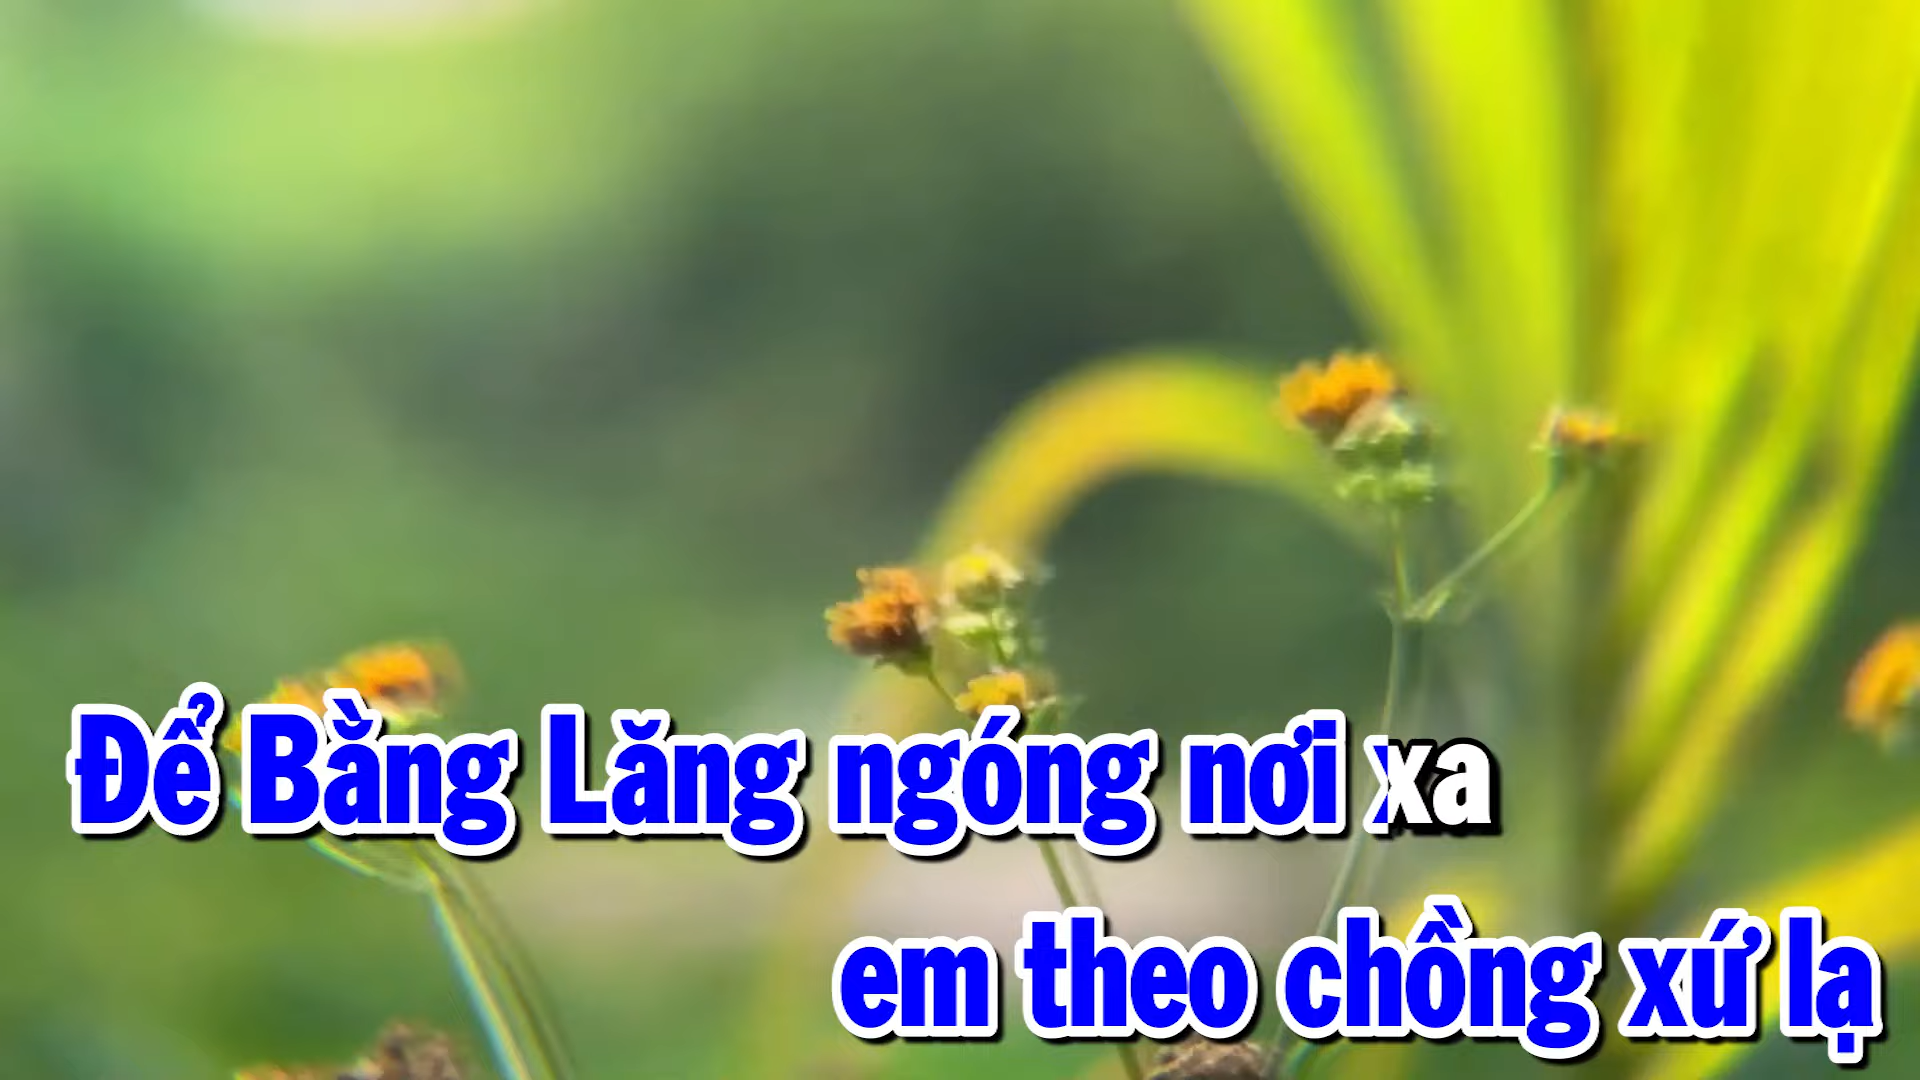 Để Bằng Lăng ngóng nơi xa
em theo chồng xứ lạ